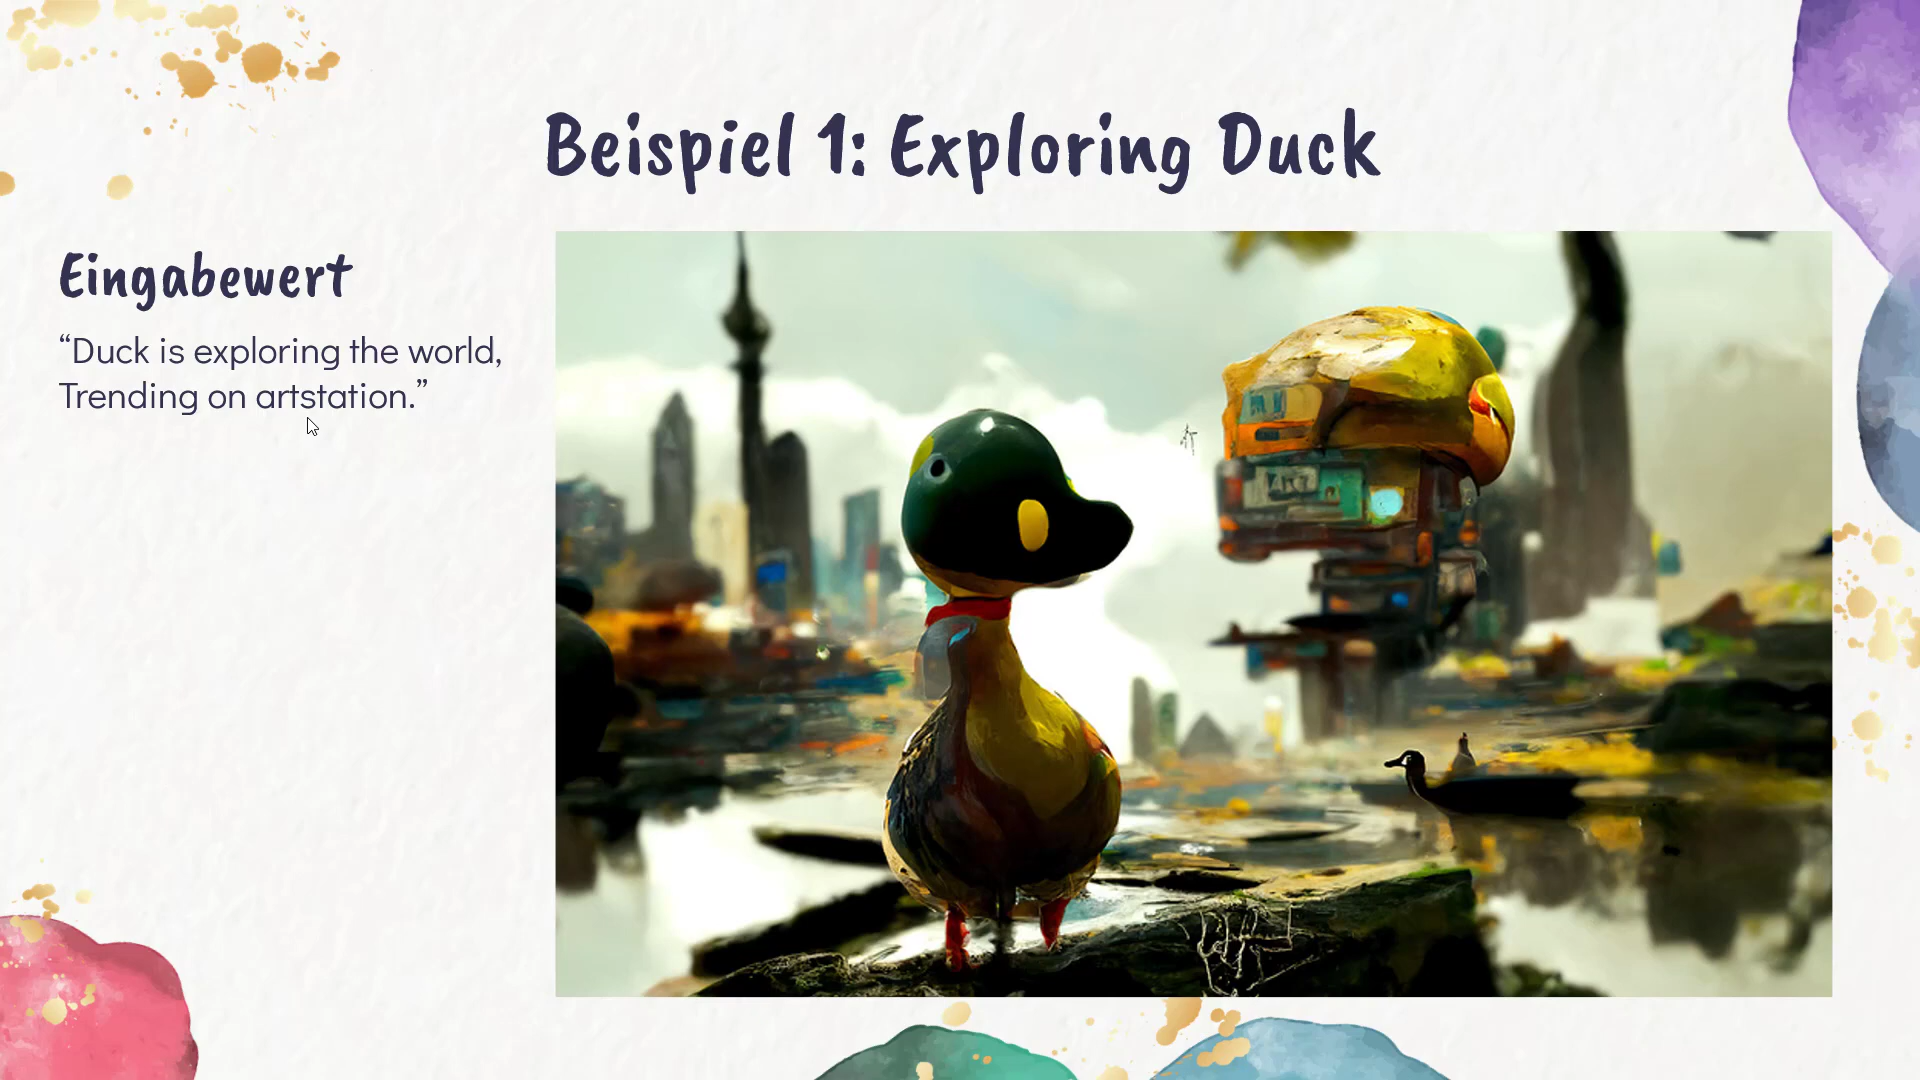 Beispiel 1: Exploring Duck
Eingabewert
“Duck is exploring the world,
Trending on artstation.”